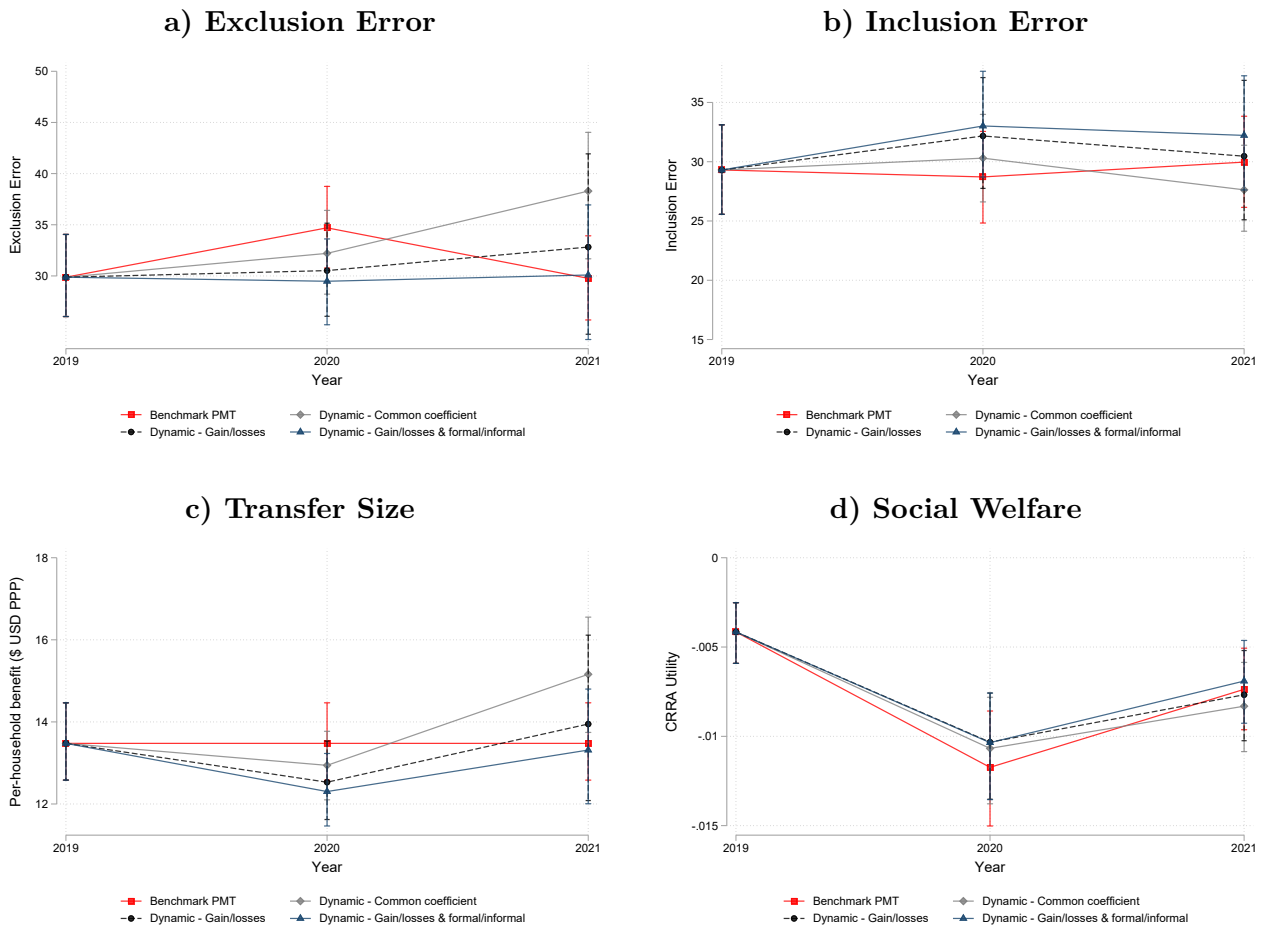 a) Exclusion Error
50
45
40
35
30
Exclusion Error
2019
2020
2021
Year
Benchmark PMT
Dynamic - Common coefficient
Dynamic - Gain/losses
Dynamic - Gain/losses & formal/informal
b) Inclusion Error
35
30
25
20
15
Inclusion Error
2019
2020
2021
Year
Benchmark PMT
Dynamic - Common coefficient
Dynamic - Gain/losses
Dynamic - Gain/losses & formal/informal
c) Transfer Size
18
16
14
12
Per-household benefit ($ USD PPP)
2019
2020
2021
Year
Benchmark PMT
Dynamic - Common coefficient
Dynamic - Gain/losses
Dynamic - Gain/losses & formal/informal
d) Social Welfare
0
-.005
-.01
-.015
CRRA Utility
2019
2020
2021
Year
Benchmark PMT
Dynamic - Common coefficient
Dynamic - Gain/losses
Dynamic - Gain/losses & formal/informal